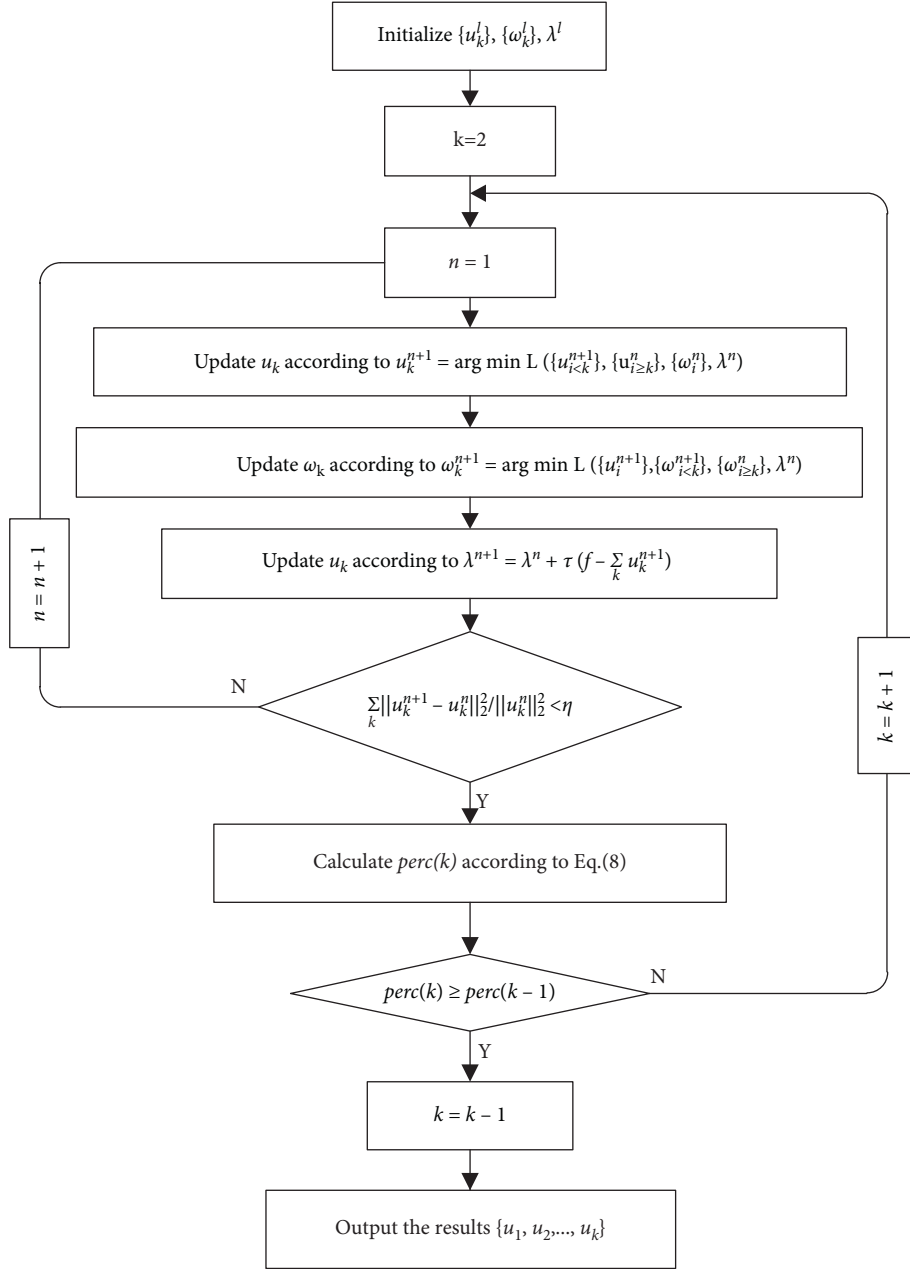 Initialize {u_k^l}, {ω_k^l}, λ^l
k=2
n = 1
Update u_k according to u_k^{n+1} = arg min L ({u_{i<k}^{n+1}}, {u_{i≥k}^n}, {ω_i^n}, λ^n)
Update ω_k according to ω_k^{n+1} = arg min L ({u_i^{n+1}},{ω_{i<k}^{n+1}}, {ω_{i≥k}^n}, λ^n)
Update u_k according to λ^{n+1} = λ^n + τ (f – Σ_k u_k^{n+1})
n = n + 1
N
Σ_k ||u_k^{n+1} – u_k^n||_2^2/||u_k^n||_2^2 <η
k = k + 1
Y
Calculate perc(k) according to Eq.(8)
perc(k) ≥ perc(k – 1)
N
Y
k = k – 1
Output the results {u_1, u_2,..., u_k}